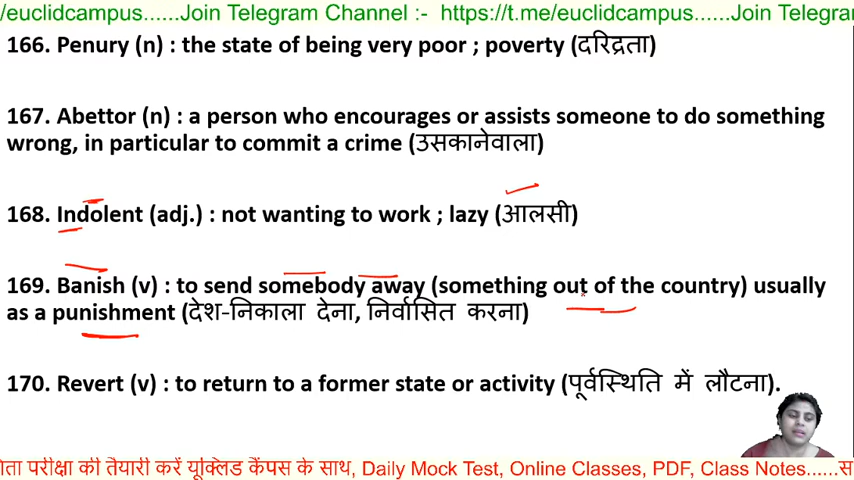 /euclidcampus......Join Telegram Channel :- https://t.me/euclidcampus......Join Telegram
166. Penury (n) : the state of being very poor ; poverty (दरिद्रता)
167. Abettor (n) : a person who encourages or assists someone to do something
wrong, in particular to commit a crime (उसकानेवाला)
168. Indolent (adj.) : not wanting to work ; lazy (आलसी)
169. Banish (v) : to send somebody away (something out of the country) usually
as a punishment (देश-निकाला देना, निर्वासित करना)
170. Revert (v) : to return to a former state or activity (पूर्वस्थिति में लौटना).
परीक्षा की तैयारी करें यूक्लिड कैंपस के साथ, Daily Mock Test, Online Classes, PDF, Class Notes......